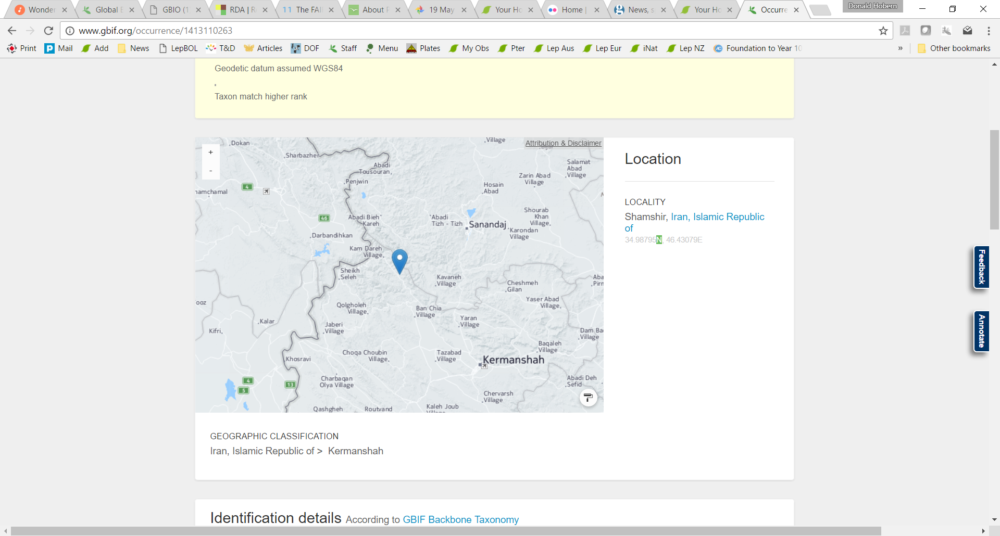 Donald Hobern
Wonder
Global
GBIO (1
RDA | R
11 The FAI
About F
19 May
Your Ho
Home |
News, s
Your Ho
Occurre
www.gbif.org/occurrence/1413110263
Print
Mail
Add
News
LepBOL
T&D
Articles
DOF
Staff
Menu
Plates
My Obs
Pter
Lep Aus
Lep Eur
iNat
Lep NZ
Foundation to Year 10
»
Other bookmarks
Geodetic datum assumed WGS84
Taxon match higher rank
+
-
Attribution & Disclaimer
Dokan
Village
Sharbazher
Abadi
Tousouran
Penjwin
Salamat
Abad
Village
Zarin Abad
Village
Hosain
Abad
4
hamchamal
46
Abadi Bieh
Kareh
Abadi
Tizh - Tizh
Shourab
Khan
Village
Sanandaj
Karondan
Village
Darbandihkan
Kam Dareh
Village
Sheikh
Seleh
Kavaneh
Village
Cheshmeh
Gilan
Aba
Pirn
ooz
Yaser Abad
Village
Qolgholeh
Village
Ban Chia
Village
Yaran
Village
Kalar
Kifri
Jaberi
Village
Dam Ba
Village
Baqaleh
Village
Choqa Choubin
Village
Tazabad
Village
Khosravi
Kermanshah
Charbaqan
Olya Village
4
5
13
Abadi Deh
Sefid
Chervarsh
Village
Qashgheh
Routvand
Kaleh Joub
Village
Location
LOCALITY
Shamshir, Iran, Islamic Republic
of
34.98795N, 46.43079E
Feedback
Annotate
GEOGRAPHIC CLASSIFICATION
Iran, Islamic Republic of > Kermanshah
Identification details According to GBIF Backbone Taxonomy